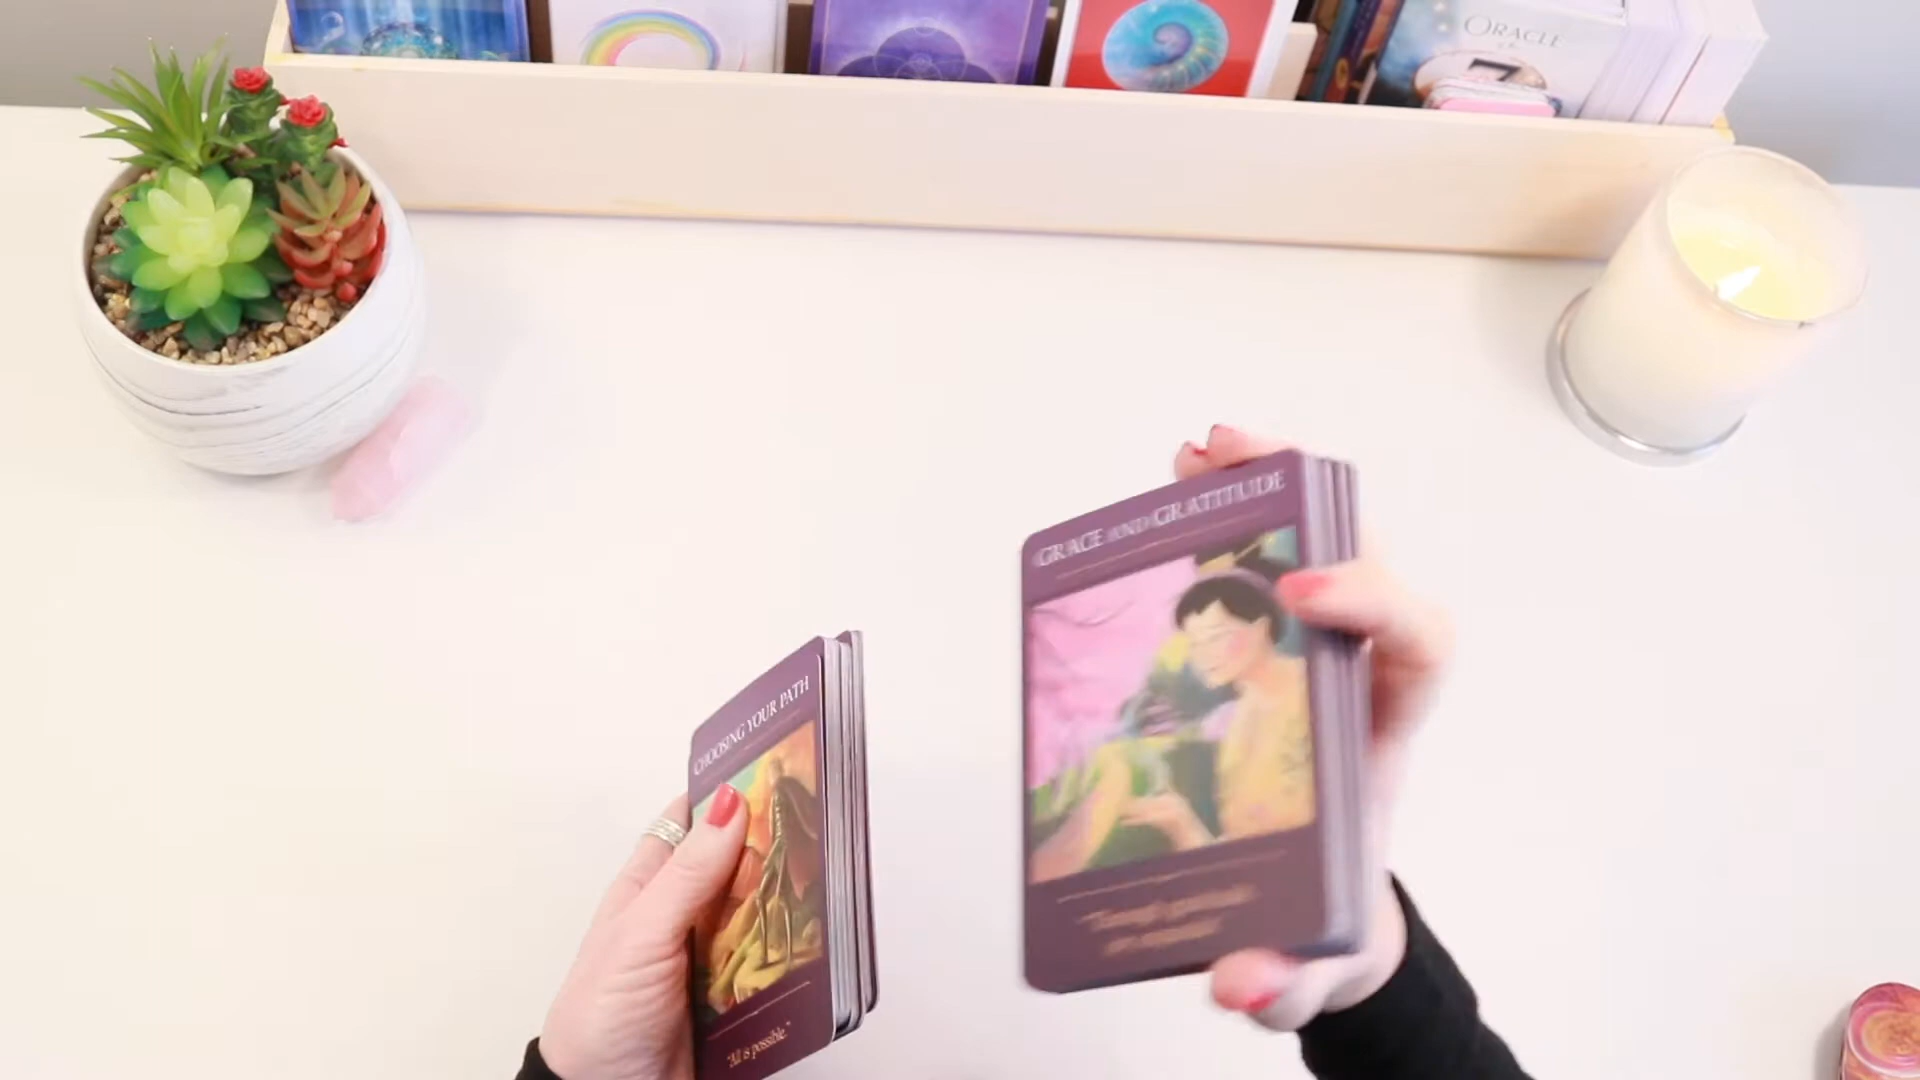 ORACLE
GRACE AND GRATITUDE
CHOOSING YOUR PATH
"All is possible."